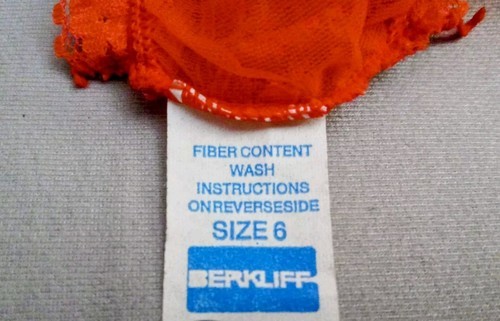 FIBER CONTENT
WASH
INSTRUCTIONS
ONREVERSESIDE
SIZE 6
BERKLIFF